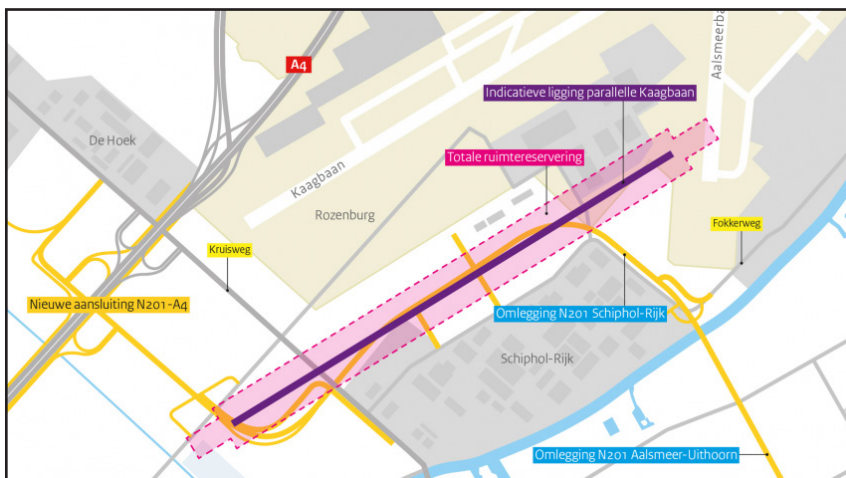 A4
Aalsmeerb
Indicatieve ligging parallelle Kaagbaan
De Hoek
Totale ruimtereservering
Kaagbaan
Rozenburg
Fokkerweg
Kruisweg
Nieuwe aansluiting N201-A4
Omlegging N201 Schiphol-Rijk
Schiphol-Rijk
Omlegging N201 Aalsmeer-Uithoorn